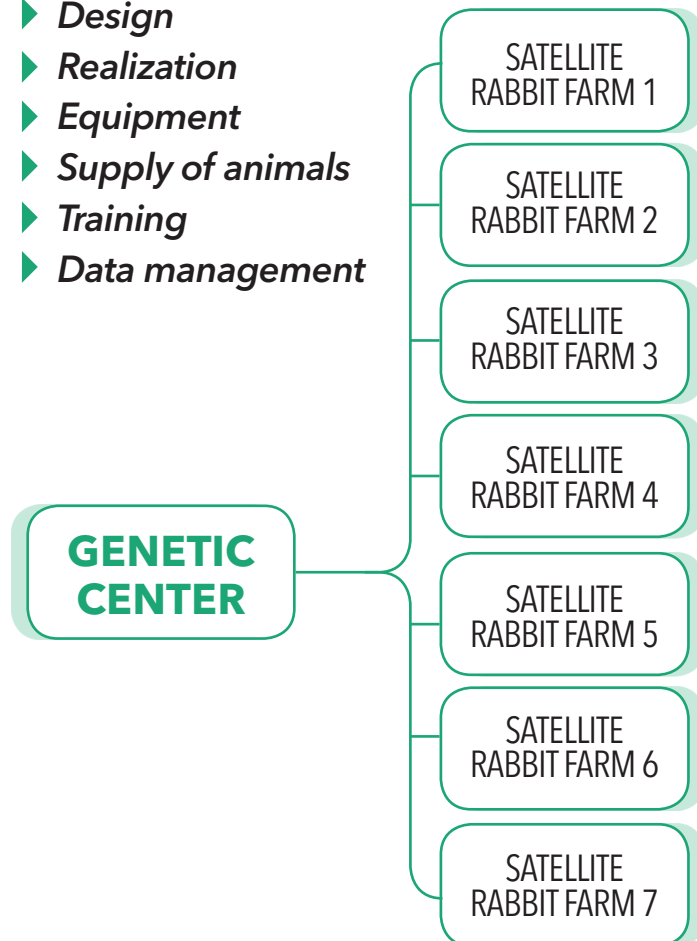 Design
Realization
Equipment
Supply of animals
Training
Data management
GENETIC
CENTER
SATELLITE
RABBIT FARM 1
SATELLITE
RABBIT FARM 2
SATELLITE
RABBIT FARM 3
SATELLITE
RABBIT FARM 4
SATELLITE
RABBIT FARM 5
SATELLITE
RABBIT FARM 6
SATELLITE
RABBIT FARM 7